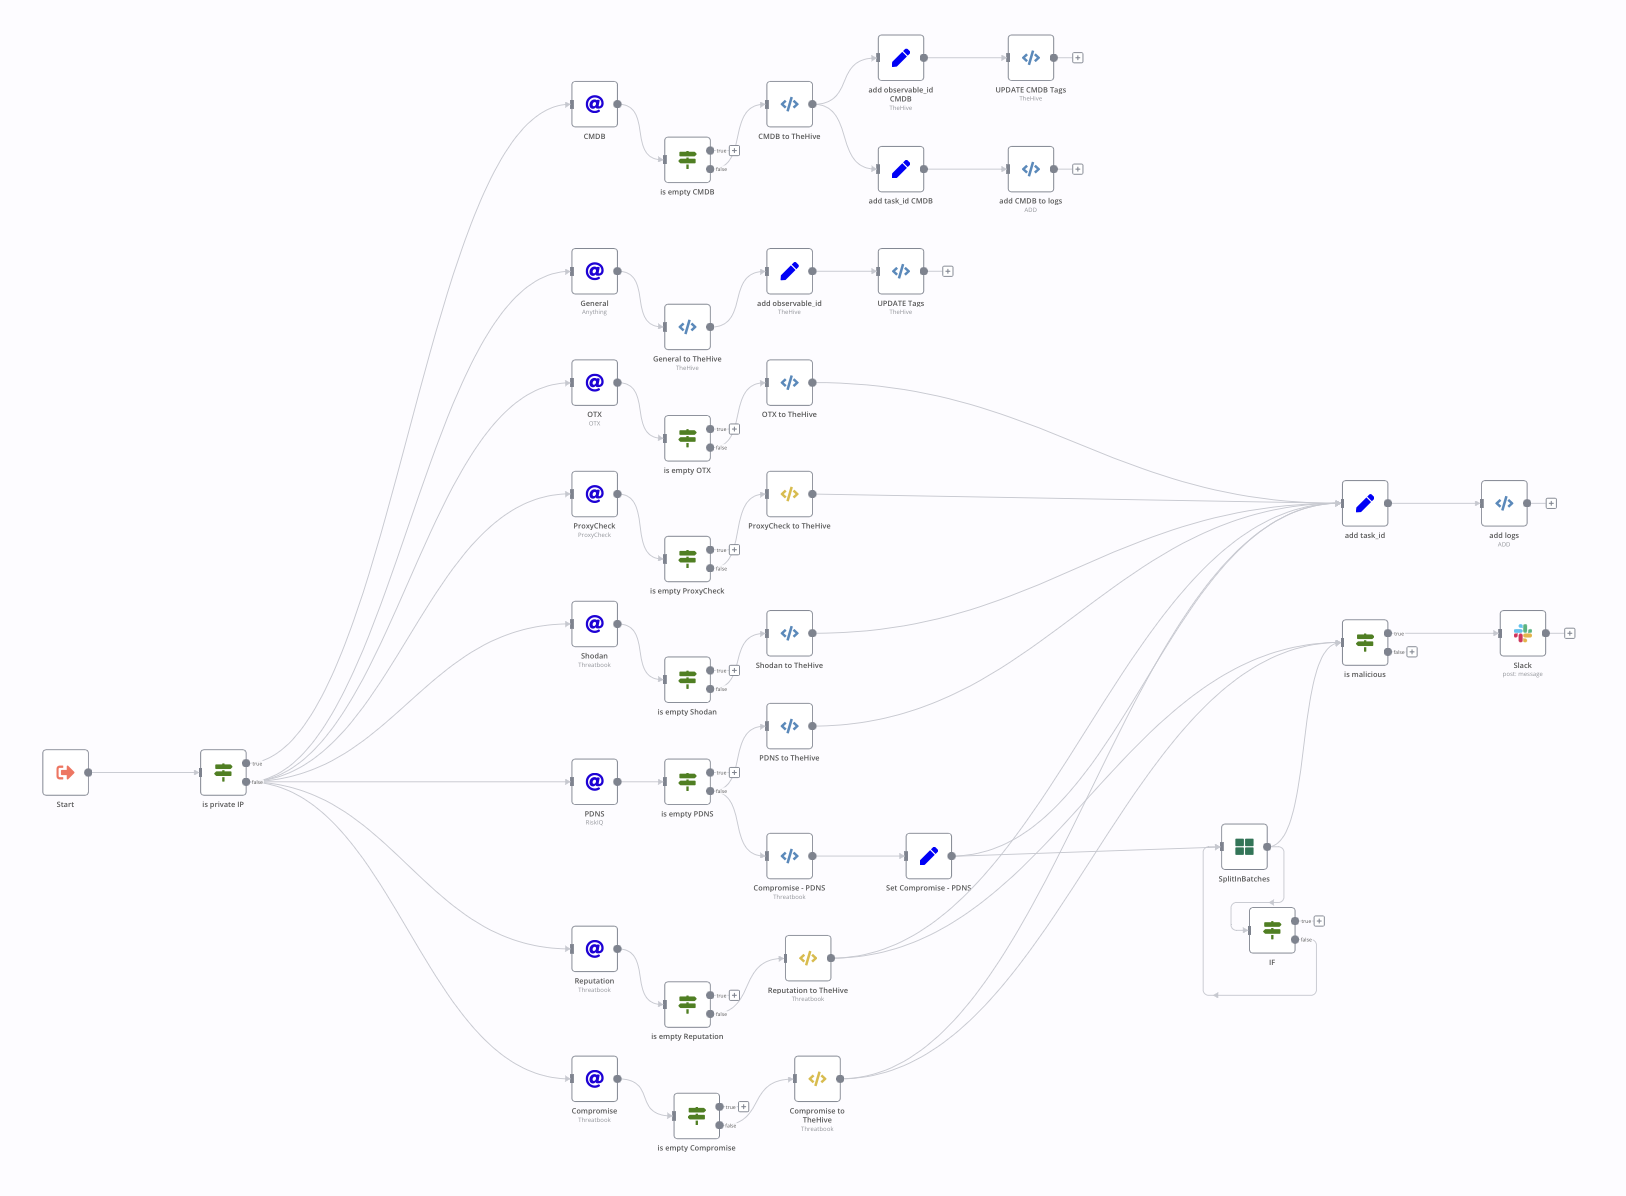 add observable_id
CMDB
TheHive
UPDATE CMDB Tags
TheHive
CMDB
CMDB to TheHive
true
false
is empty CMDB
add task_id CMDB
add CMDB to logs
ADD
General
Anything
add observable_id
TheHive
UPDATE Tags
TheHive
General to TheHive
TheHive
OTX
OTX
OTX to TheHive
true
false
is empty OTX
ProxyCheck
ProxyCheck
ProxyCheck to TheHive
true
false
is empty ProxyCheck
add task_id
add logs
ADD
Shodan
Threatbook
Shodan to TheHive
true
false
is empty Shodan
true
false
is malicious
Slack
post: message
PDNS to TheHive
Start
true
false
is private IP
PDNS
RiskIQ
true
false
is empty PDNS
Compromise - PDNS
Threatbook
Set Compromise - PDNS
SplitInBatches
true
false
IF
Reputation
Threatbook
true
false
is empty Reputation
Reputation to TheHive
Threatbook
Compromise
Threatbook
true
false
is empty Compromise
Compromise to
TheHive
Threatbook